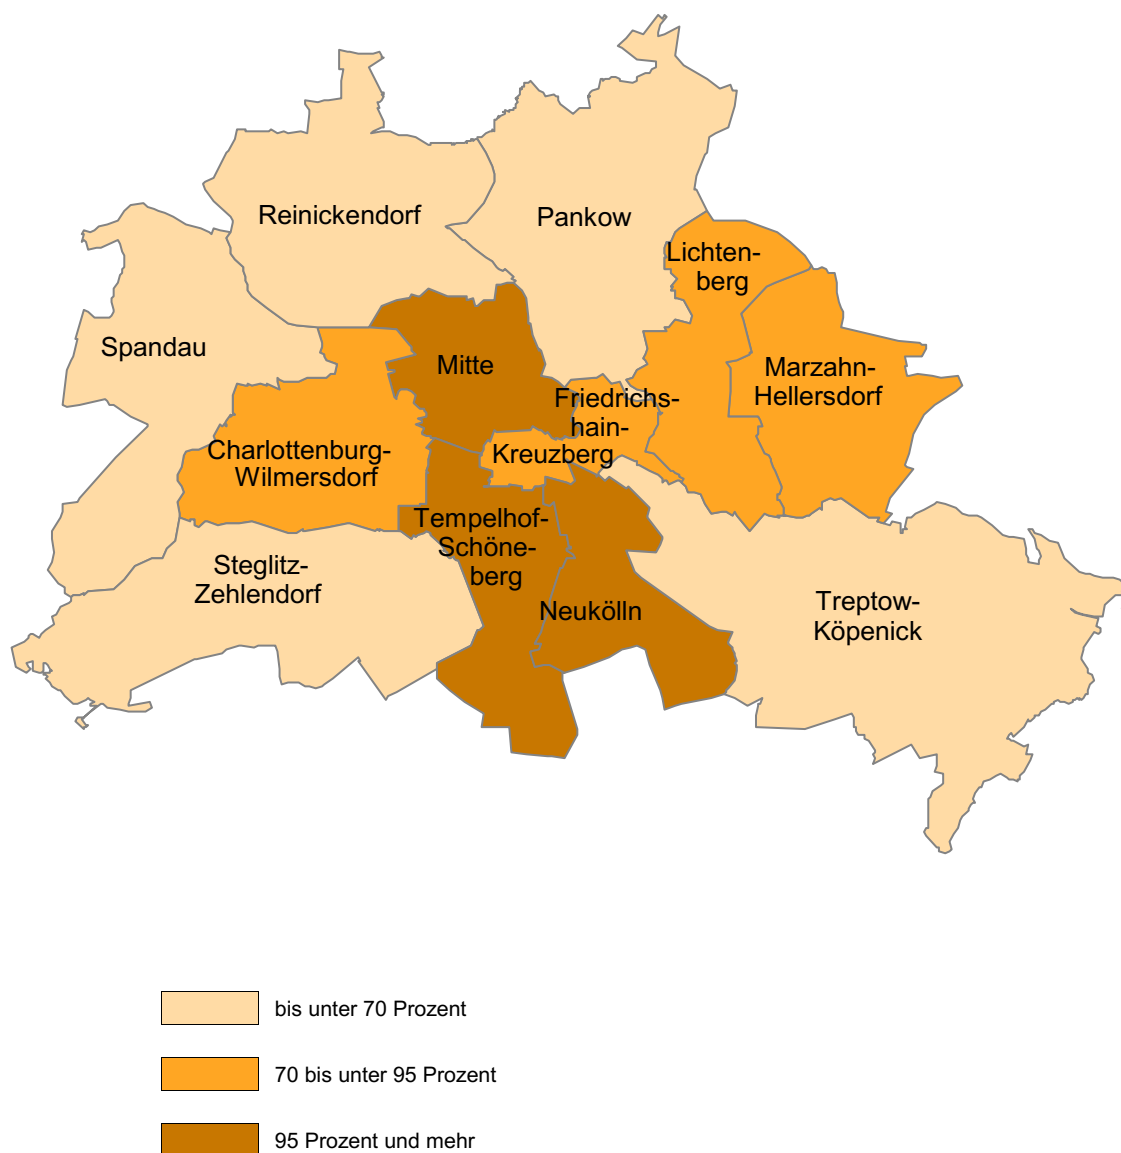 Reinickendorf
Pankow
Lichten-
berg
Spandau
Mitte
Marzahn-
Hellersdorf
Friedrichs-
hain-
Kreuzberg
Charlottenburg-
Wilmersdorf
Tempelhof-
Schöne-
berg
Steglitz-
Zehlendorf
Neukölln
Treptow-
Köpenick
bis unter 70 Prozent
70 bis unter 95 Prozent
95 Prozent und mehr